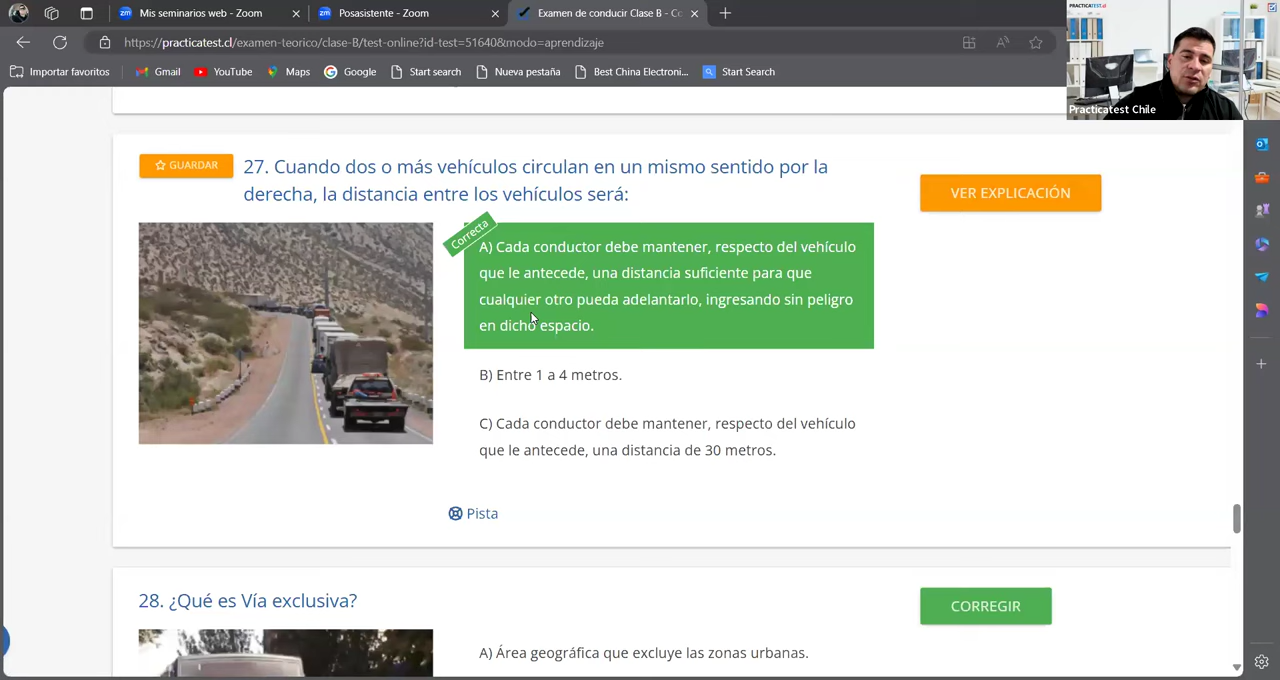 Mis seminarios web - Zoom
Posasistente - Zoom
Examen de conducir Clase B - Co
https://practicatest.cl/examen-teorico/clase-B/test-online?id-test=51640&modo=aprendizaje
Importar favoritos
Gmail
YouTube
Maps
Google
Start search
Nueva pestaña
Best China Electroni...
Start Search
PRACTICATEST.cl
Practicatest Chile
GUARDAR
27. Cuando dos o más vehículos circulan en un mismo sentido por la
derecha, la distancia entre los vehículos será:
VER EXPLICACIÓN
Correcta
A) Cada conductor debe mantener, respecto del vehículo
que le antecede, una distancia suficiente para que
cualquier otro pueda adelantarlo, ingresando sin peligro
en dicho espacio.
B) Entre 1 a 4 metros.
C) Cada conductor debe mantener, respecto del vehículo
que le antecede, una distancia de 30 metros.
Pista
28. ¿Qué es Vía exclusiva?
CORREGIR
A) Área geográfica que excluye las zonas urbanas.